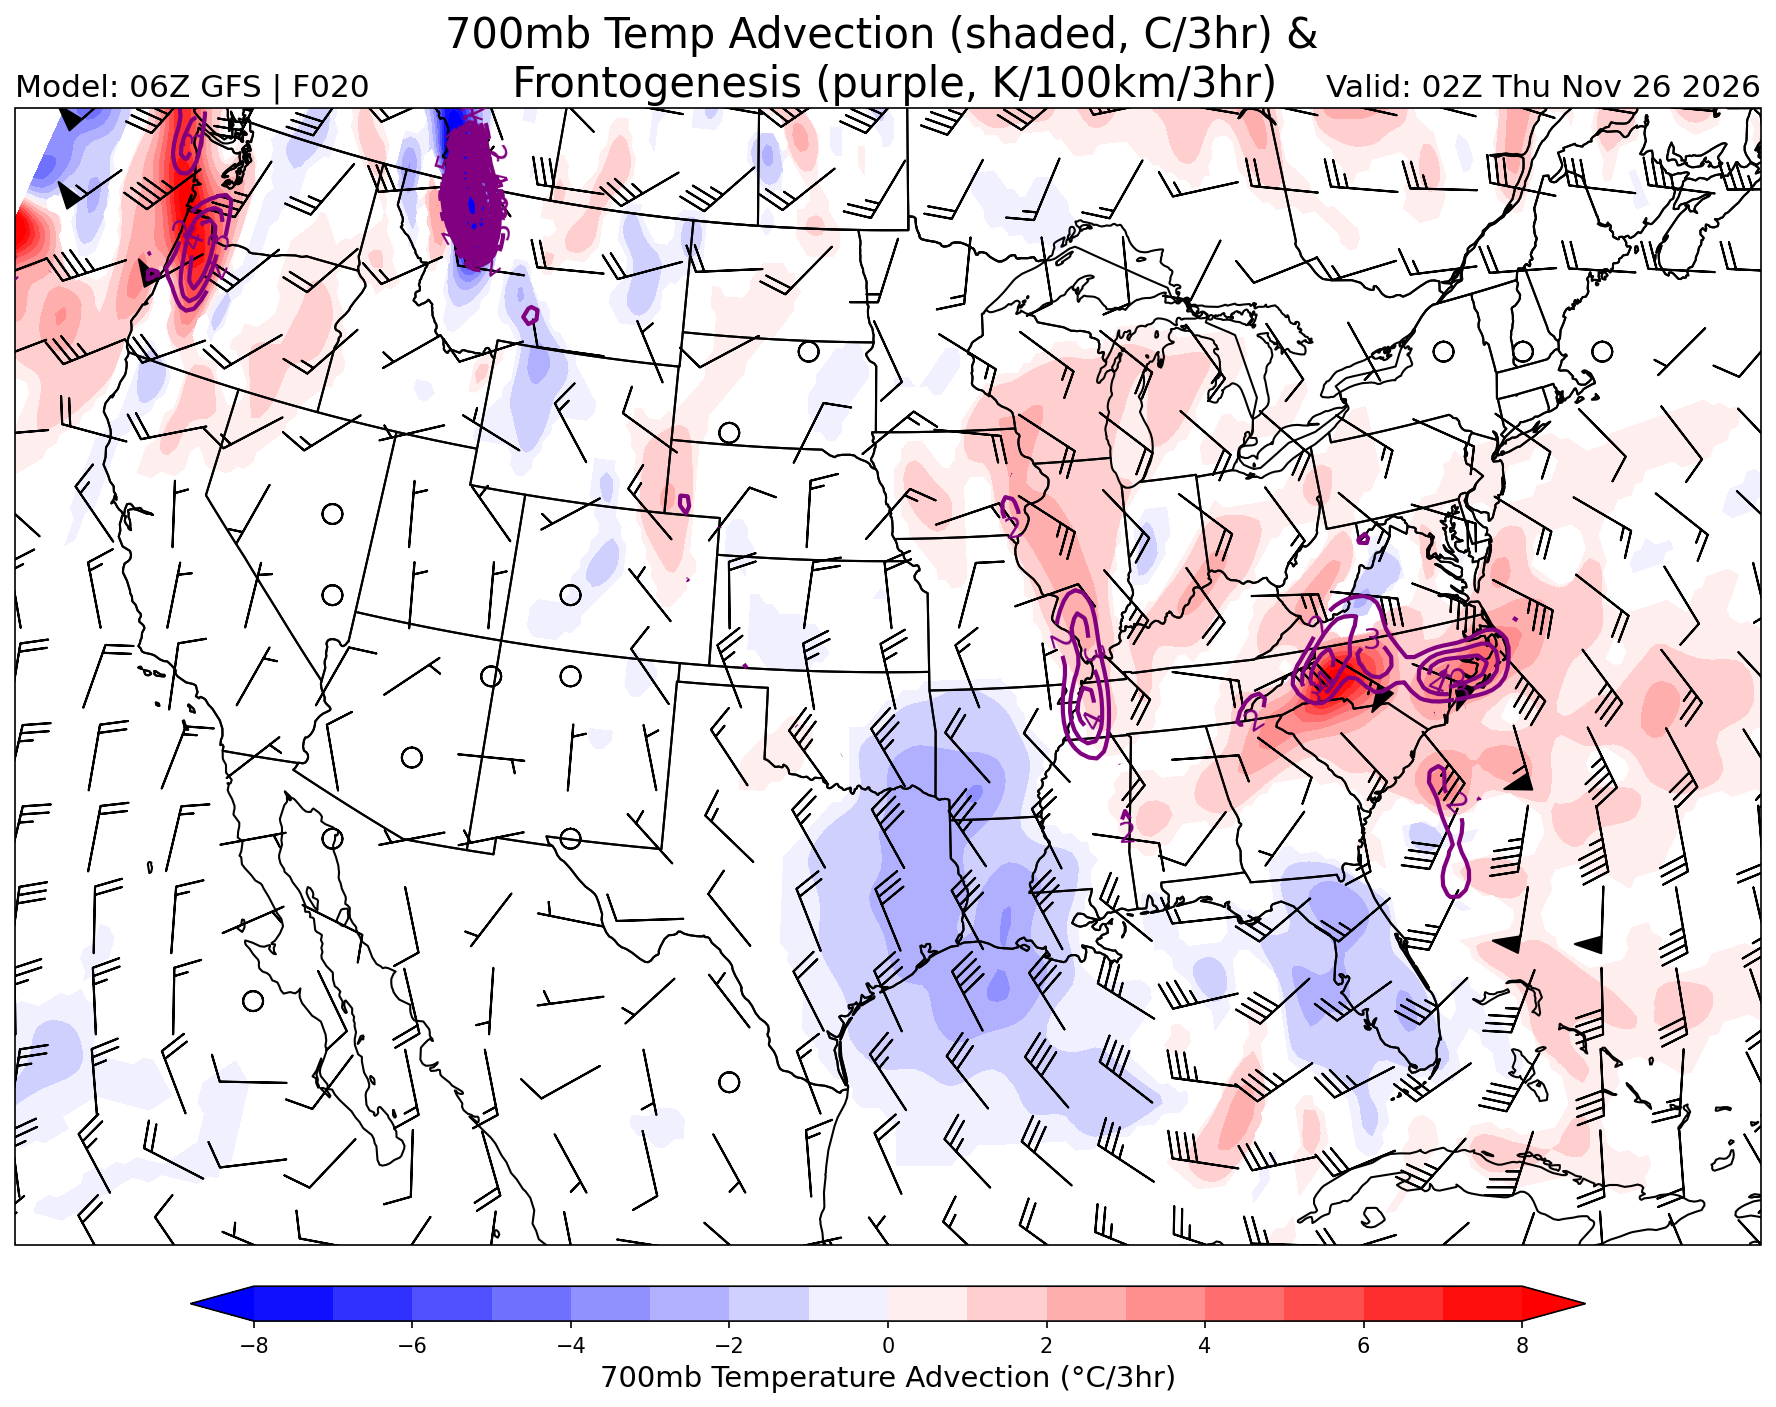 700mb Temp Advection (shaded, C/3hr) &
Model: 06Z GFS | F020 Frontogenesis (purple, K/100km/3hr) Valid: 02Z Thu Nov 26 2026
−8 −6 −4 −2 0 2 4 6 8
700mb Temperature Advection (°C/3hr)